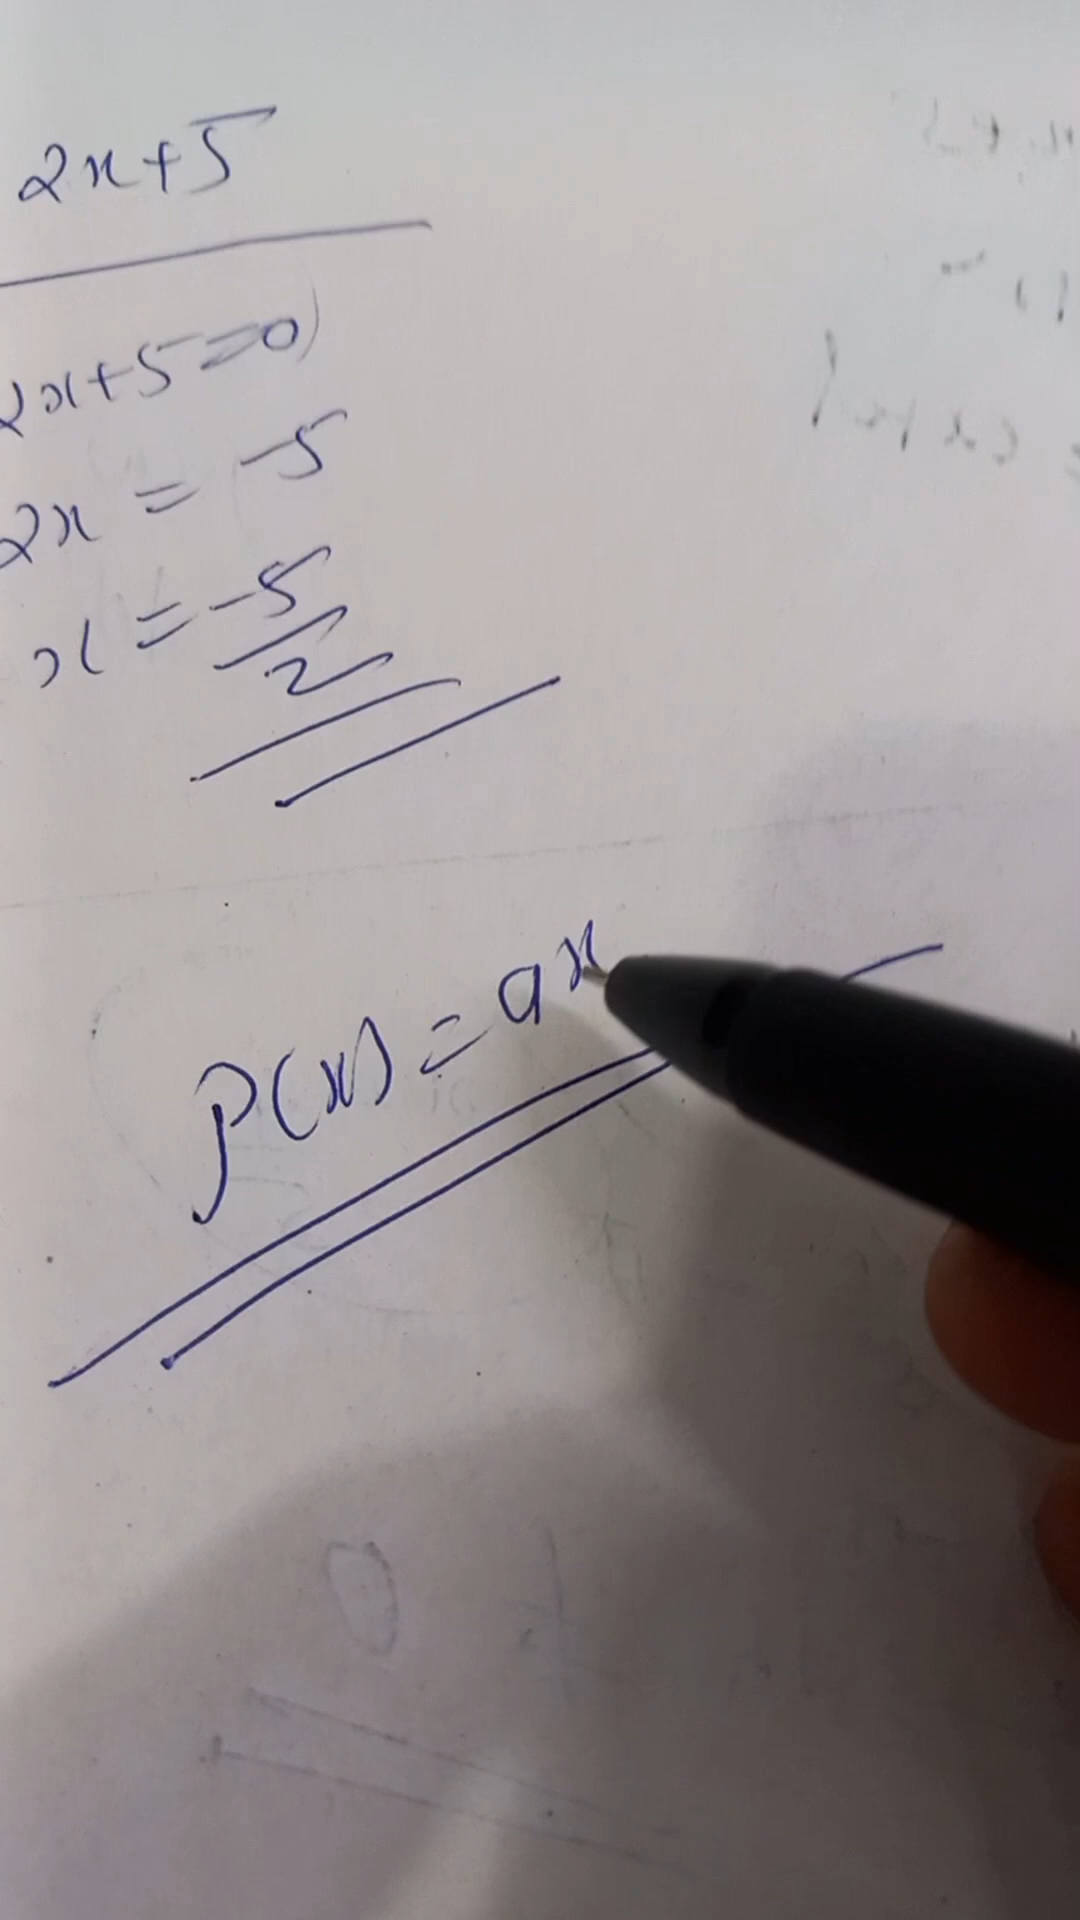 2x+5
2x+5=0
2x = -5
x = -5/2
P(x) = ax